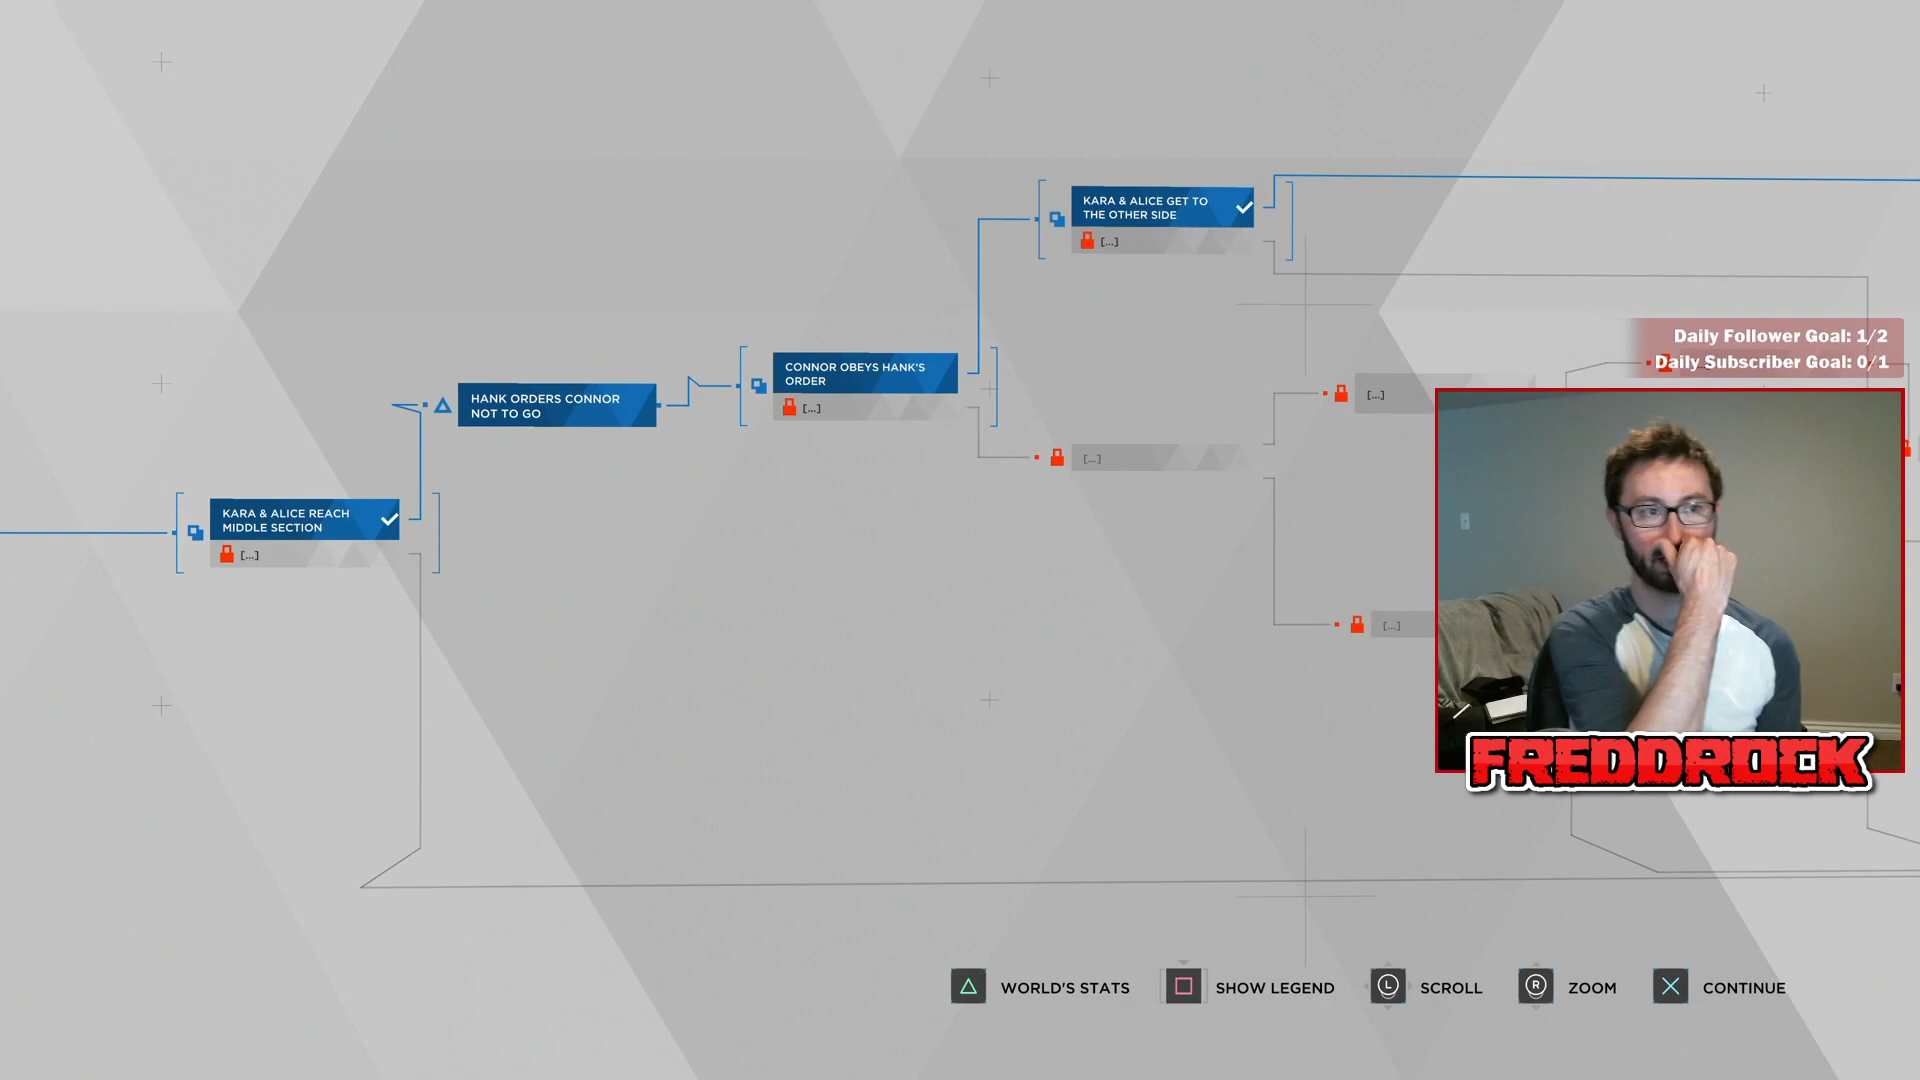 KARA & ALICE GET TO
THE OTHER SIDE
[...]
Daily Follower Goal: 1/2
Daily Subscriber Goal: 0/1
CONNOR OBEYS HANK'S
ORDER
[...]
HANK ORDERS CONNOR
NOT TO GO
[...]
[...]
KARA & ALICE REACH
MIDDLE SECTION
[...]
[...]
FREDDROCK
WORLD'S STATS
SHOW LEGEND
L
SCROLL
R
ZOOM
CONTINUE